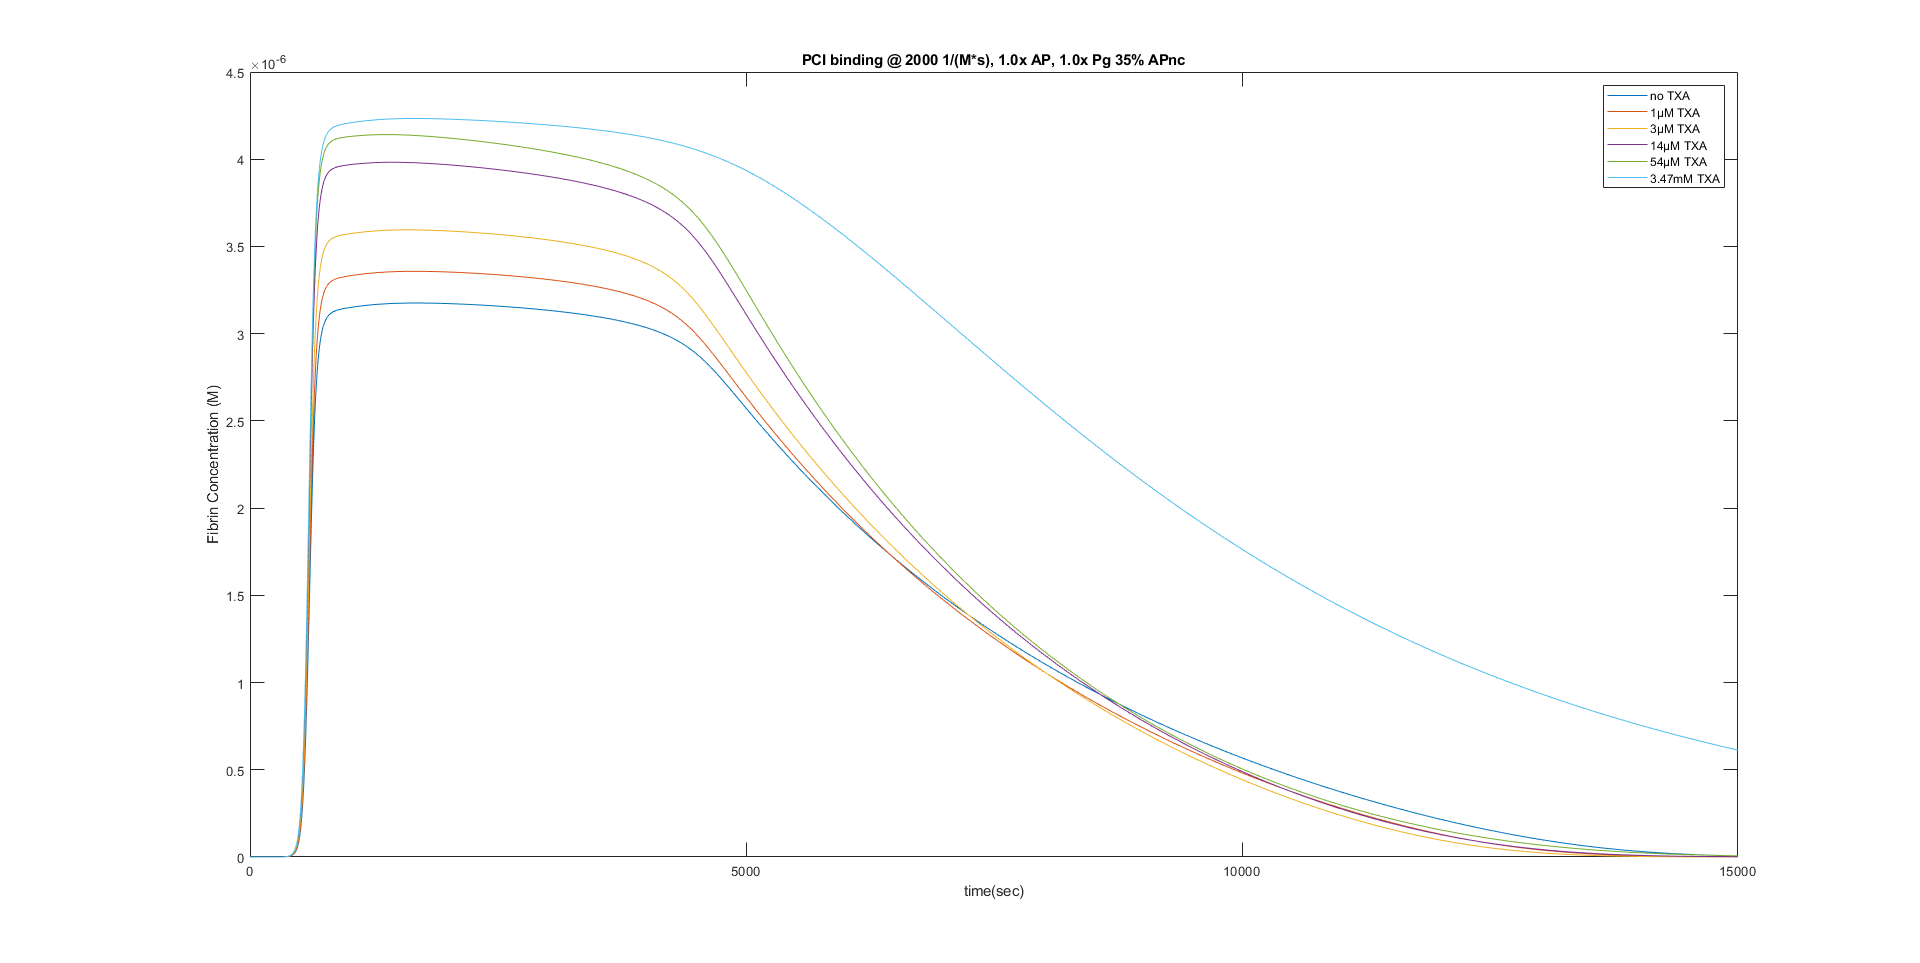 PCI binding @ 2000 1/(M*s), 1.0x AP, 1.0x Pg 35% APnc
×10-6
4.5
4
3.5
3
2.5
2
1.5
1
0.5
0
Fibrin Concentration (M)
no TXA
1µM TXA
3µM TXA
14µM TXA
54µM TXA
3.47mM TXA
0 5000 10000 15000
time(sec)